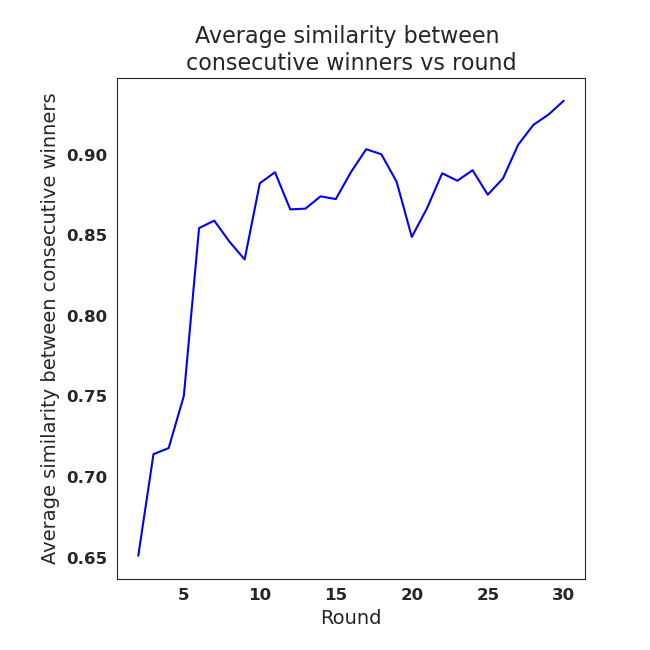 Average similarity between
consecutive winners vs round
Average similarity between consecutive winners
0.90
0.85
0.80
0.75
0.70
0.65
5 10 15 20 25 30
Round